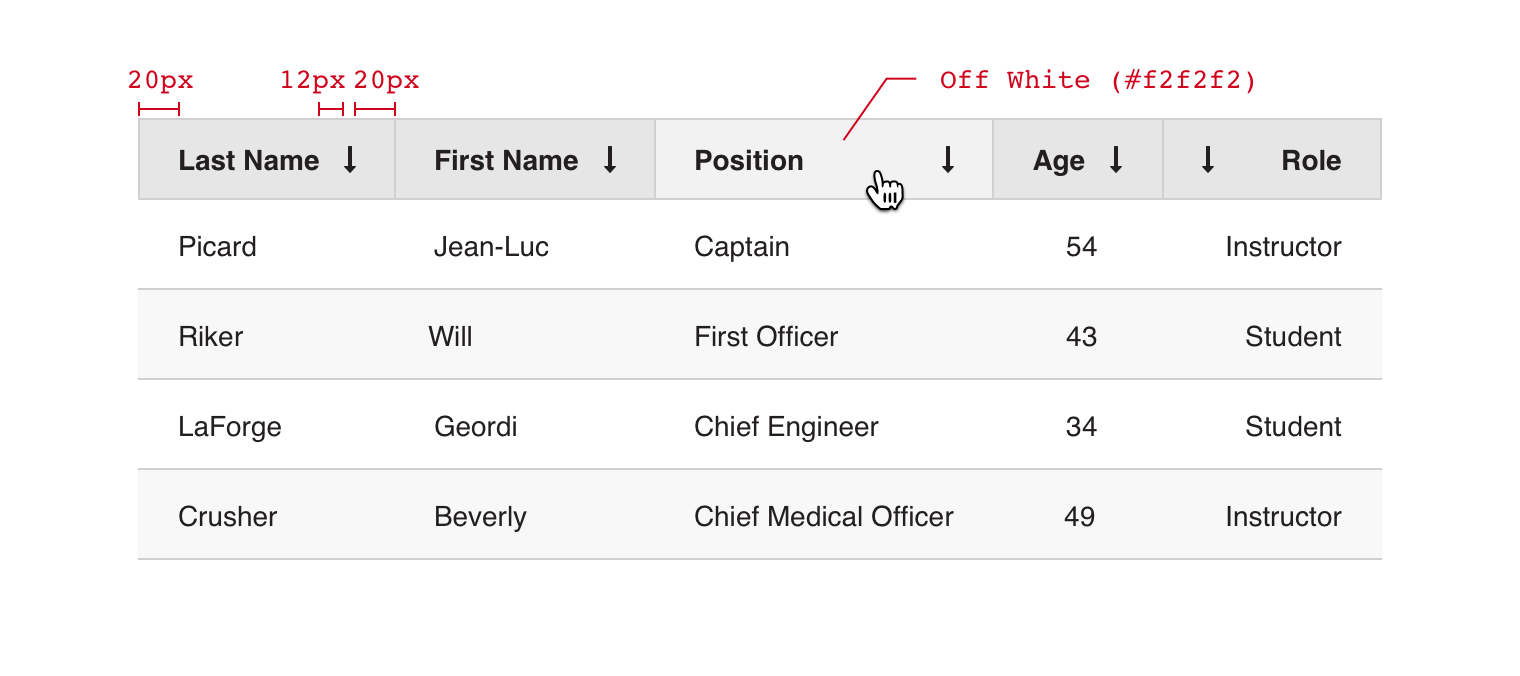 20px 12px 20px Off White (#f2f2f2)
Last Name First Name Position Age Role
Picard Jean-Luc Captain 54 Instructor
Riker Will First Officer 43 Student
LaForge Geordi Chief Engineer 34 Student
Crusher Beverly Chief Medical Officer 49 Instructor